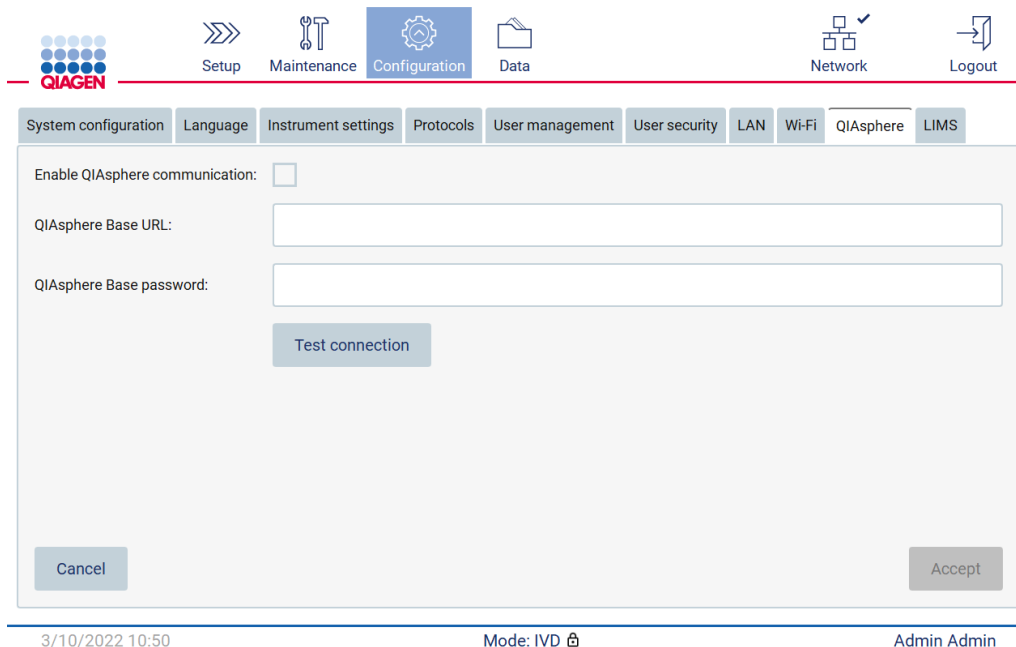 QIAGEN
Setup Maintenance Configuration Data Network Logout
System configuration Language Instrument settings Protocols User management User security LAN Wi-Fi QIAsphere LIMS
Enable QIAsphere communication:
QIAsphere Base URL:
QIAsphere Base password:
Test connection
Cancel Accept
3/10/2022 10:50 Mode: IVD Admin Admin